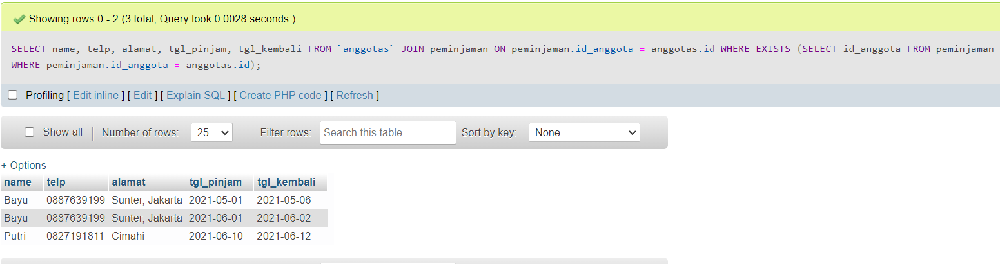 Showing rows 0 - 2 (3 total, Query took 0.0028 seconds.)
SELECT name, telp, alamat, tgl_pinjam, tgl_kembali FROM `anggotas` JOIN peminjaman ON peminjaman.id_anggota = anggotas.id WHERE EXISTS (SELECT id_anggota FROM peminjaman
WHERE peminjaman.id_anggota = anggotas.id);
Profiling [ Edit inline ] [ Edit ] [ Explain SQL ] [ Create PHP code ] [ Refresh ]
Show all | Number of rows: 25 Filter rows: Search this table Sort by key: None
+ Options
name telp alamat tgl_pinjam tgl_kembali
Bayu 0887639199 Sunter, Jakarta 2021-05-01 2021-05-06
Bayu 0887639199 Sunter, Jakarta 2021-06-01 2021-06-02
Putri 0827191811 Cimahi 2021-06-10 2021-06-12